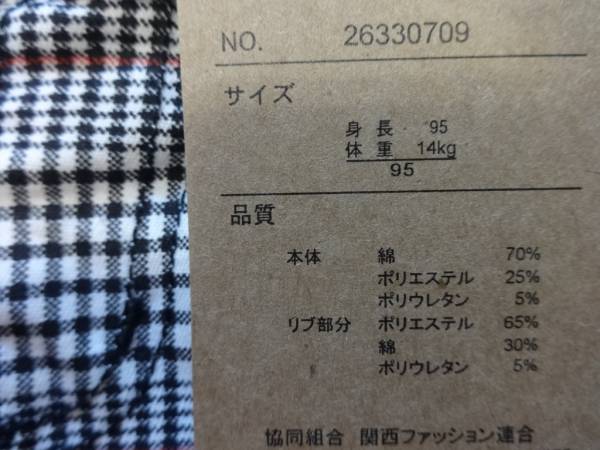 NO. 26330709
サイズ
身長 95
体重 14kg
95
品質
本体 綿 70%
ポリエステル 25%
ポリウレタン 5%
リブ部分 ポリエステル 65%
綿 30%
ポリウレタン 5%
協同組合 関西ファッション連合